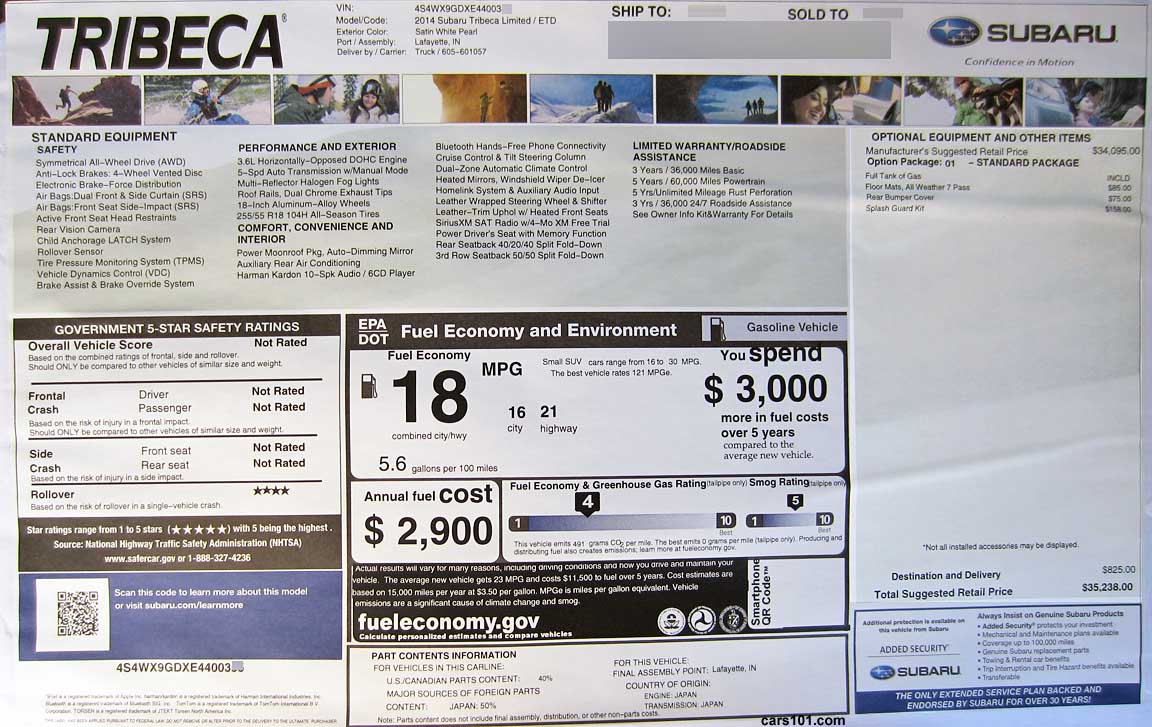 TRIBECA®
VIN: 4S4WX9GDXE44003
Model/Code: 2014 Subaru Tribeca Limited / ETD
Exterior Color: Satin White Pearl
Port / Assembly: Lafayette, IN
Deliver by / Carrier: Truck / 605-601057
SHIP TO:
SOLD TO
SUBARU
Confidence in Motion
STANDARD EQUIPMENT
SAFETY
Symmetrical All-Wheel Drive (AWD)
Anti-Lock Brakes: 4-Wheel Vented Disc
Electronic Brake-Force Distribution
Air Bags:Dual Front & Side Curtain (SRS)
Air Bags:Front Seat Side-Impact (SRS)
Active Front Seat Head Restraints
Rear Vision Camera
Child Anchorage LATCH System
Rollover Sensor
Tire Pressure Monitoring System (TPMS)
Vehicle Dynamics Control (VDC)
Brake Assist & Brake Override System
PERFORMANCE AND EXTERIOR
3.6L Horizontally-Opposed DOHC Engine
5-Spd Auto Transmission w/Manual Mode
Multi-Reflector Halogen Fog Lights
Roof Rails, Dual Chrome Exhaust Tips
18-Inch Aluminum-Alloy Wheels
255/55 R18 104H All-Season Tires
COMFORT, CONVENIENCE AND
INTERIOR
Power Moonroof Pkg, Auto-Dimming Mirror
Auxiliary Rear Air Conditioning
Harman Kardon 10-Spk Audio / 6CD Player
Bluetooth Hands-Free Phone Connectivity
Cruise Control & Tilt Steering Column
Dual-Zone Automatic Climate Control
Heated Mirrors, Windshield Wiper De-Icer
Homelink System & Auxiliary Audio Input
Leather Wrapped Steering Wheel & Shifter
Leather-Trim Uphol w/ Heated Front Seats
SiriusXM SAT Radio w/4-Mo XM Free Trial
Power Driver's Seat with Memory Function
Rear Seatback 40/20/40 Split Fold-Down
3rd Row Seatback 50/50 Split Fold-Down
LIMITED WARRANTY/ROADSIDE
ASSISTANCE
3 Years / 36,000 Miles Basic
5 Years / 60,000 Miles Powertrain
5 Yrs/Unlimited Mileage Rust Perforation
3 Yrs / 36,000 24/7 Roadside Assistance
See Owner Info Kit&Warranty For Details
OPTIONAL EQUIPMENT AND OTHER ITEMS
Manufacturer's Suggested Retail Price $34,095.00
Option Package: 01 - STANDARD PACKAGE
Full Tank of Gas INCLD
Floor Mats, All Weather 7 Pass $85.00
Rear Bumper Cover $75.00
Splash Guard Kit $158.00
*Not all installed accessories may be displayed.
Destination and Delivery $825.00
Total Suggested Retail Price $35,238.00
GOVERNMENT 5-STAR SAFETY RATINGS
Overall Vehicle Score Not Rated
Based on the combined ratings of frontal, side and rollover.
Should ONLY be compared to other vehicles of similar size and weight.
Frontal Driver Not Rated
Crash Passenger Not Rated
Based on the risk of injury in a frontal impact.
Should ONLY be compared to other vehicles of similar size and weight.
Side Front seat Not Rated
Crash Rear seat Not Rated
Based on the risk of injury in a side impact.
Rollover ★★★★
Based on the risk of rollover in a single-vehicle crash.
Star ratings range from 1 to 5 stars (★★★★★) with 5 being the highest.
Source: National Highway Traffic Safety Administration (NHTSA)
www.safercar.gov or 1-888-327-4236
Scan this code to learn more about this model
or visit subaru.com/learnmore
4S4WX9GDXE44003
EPA
DOT
Fuel Economy and Environment
Gasoline Vehicle
Fuel Economy
18 MPG
combined city/hwy
16 city
21 highway
5.6 gallons per 100 miles
Small SUV cars range from 16 to 30 MPG.
The best vehicle rates 121 MPGe.
You spend
$ 3,000
more in fuel costs
over 5 years
compared to the
average new vehicle.
Annual fuel cost
$ 2,900
Fuel Economy & Greenhouse Gas Rating (tailpipe only)
4
1 10
Best
Smog Rating (tailpipe only)
5
1 10
Best
This vehicle emits 491 grams CO2 per mile. The best emits 0 grams per mile (tailpipe only). Producing and
distributing fuel also creates emissions; learn more at fueleconomy.gov.
Actual results will vary for many reasons, including driving conditions and how you drive and maintain your
vehicle. The average new vehicle gets 23 MPG and costs $11,500 to fuel over 5 years. Cost estimates are
based on 15,000 miles per year at $3.50 per gallon. MPGe is miles per gallon equivalent. Vehicle
emissions are a significant cause of climate change and smog.
fueleconomy.gov
Calculate personalized estimates and compare vehicles
Smartphone
QR Code™
PART CONTENTS INFORMATION
FOR VEHICLES IN THIS CARLINE:
U.S./CANADIAN PARTS CONTENT: 40%
MAJOR SOURCES OF FOREIGN PARTS
CONTENT: JAPAN: 50%
Note: Parts content does not include final assembly, distribution, or other non-parts costs.
FOR THIS VEHICLE:
FINAL ASSEMBLY POINT: Lafayette, IN
COUNTRY OF ORIGIN:
ENGINE: JAPAN
TRANSMISSION: JAPAN
Additional protection is available on
this vehicle from Subaru
ADDED SECURITY®
SUBARU
Always Insist on Genuine Subaru Products
• Added Security® protects your investment
• Mechanical and Maintenance plans available
• Coverage up to 100,000 miles
• Genuine Subaru replacement parts
• Towing & Rental car benefits
• Trip Interruption and Tire Hazard benefits available
• Transferable
THE ONLY EXTENDED SERVICE PLAN BACKED AND
ENDORSED BY SUBARU FOR OVER 30 YEARS!
cars101.com